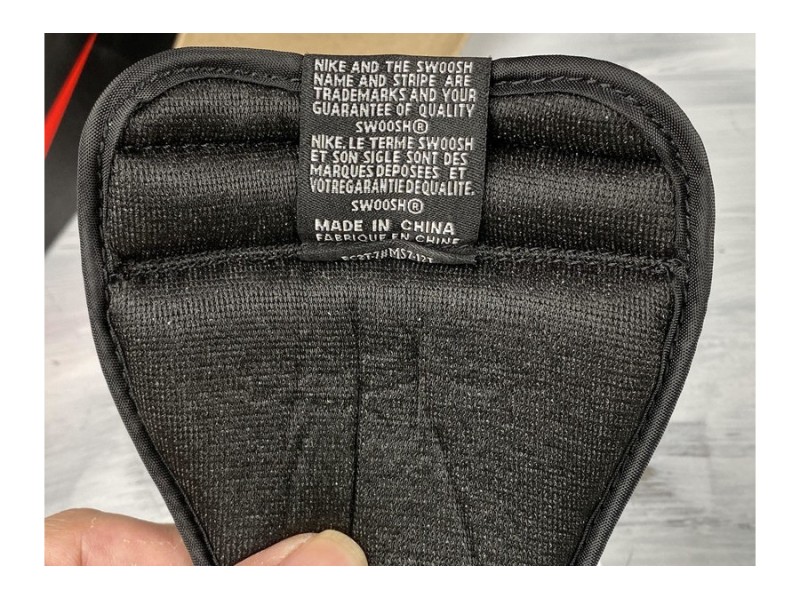 NIKE AND THE SWOOSH
NAME AND STRIPE ARE
TRADEMARKS AND YOUR
GUARANTEE OF QUALITY
SWOOSH®
NIKE. LE TERME SWOOSH
ET SON SIGLE SONT DES
MARQUES DEPOSEES ET
VOTREGARANTIEDEQUALITE.
SWOOSH®
MADE IN CHINA
FABRIQUE EN CHINE